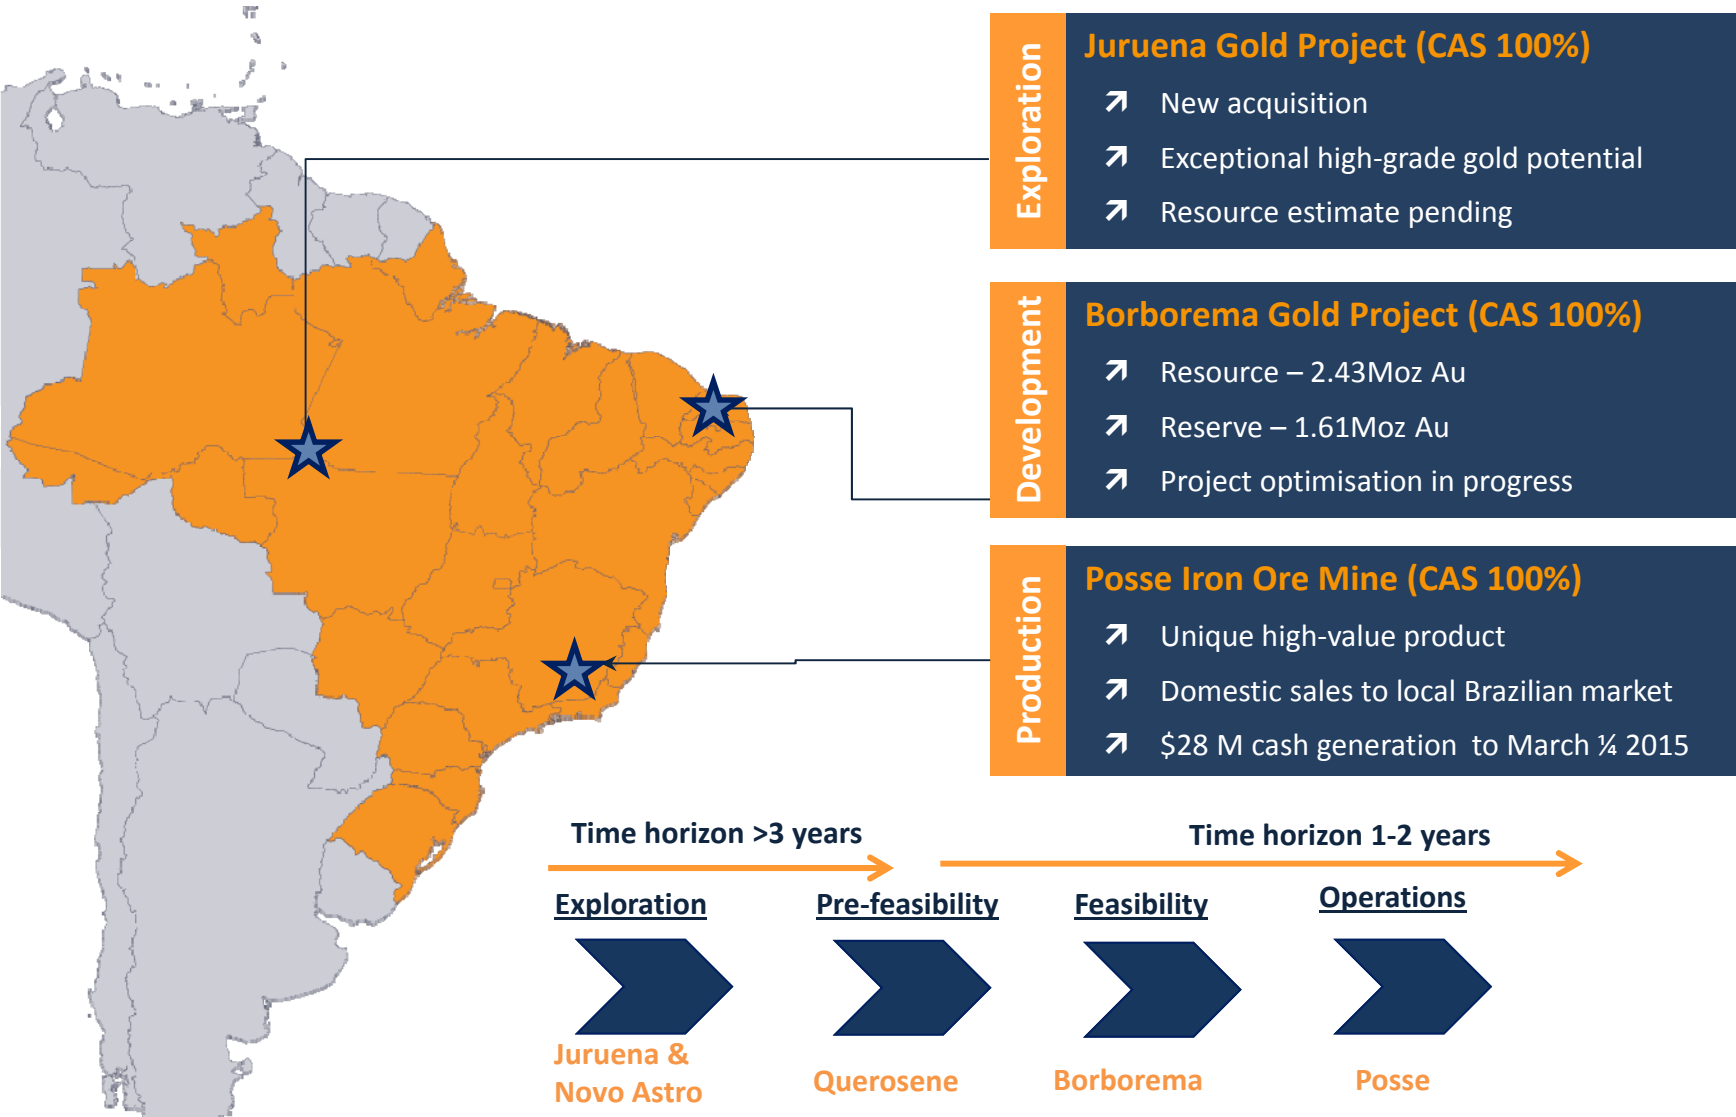 Exploration
Juruena Gold Project (CAS 100%)
New acquisition
Exceptional high-grade gold potential
Resource estimate pending
Development
Borborema Gold Project (CAS 100%)
Resource – 2.43Moz Au
Reserve – 1.61Moz Au
Project optimisation in progress
Production
Posse Iron Ore Mine (CAS 100%)
Unique high-value product
Domestic sales to local Brazilian market
$28 M cash generation to March ¼ 2015
Time horizon >3 years
Time horizon 1-2 years
Exploration
Pre-feasibility
Feasibility
Operations
Juruena &
Novo Astro
Querosene
Borborema
Posse